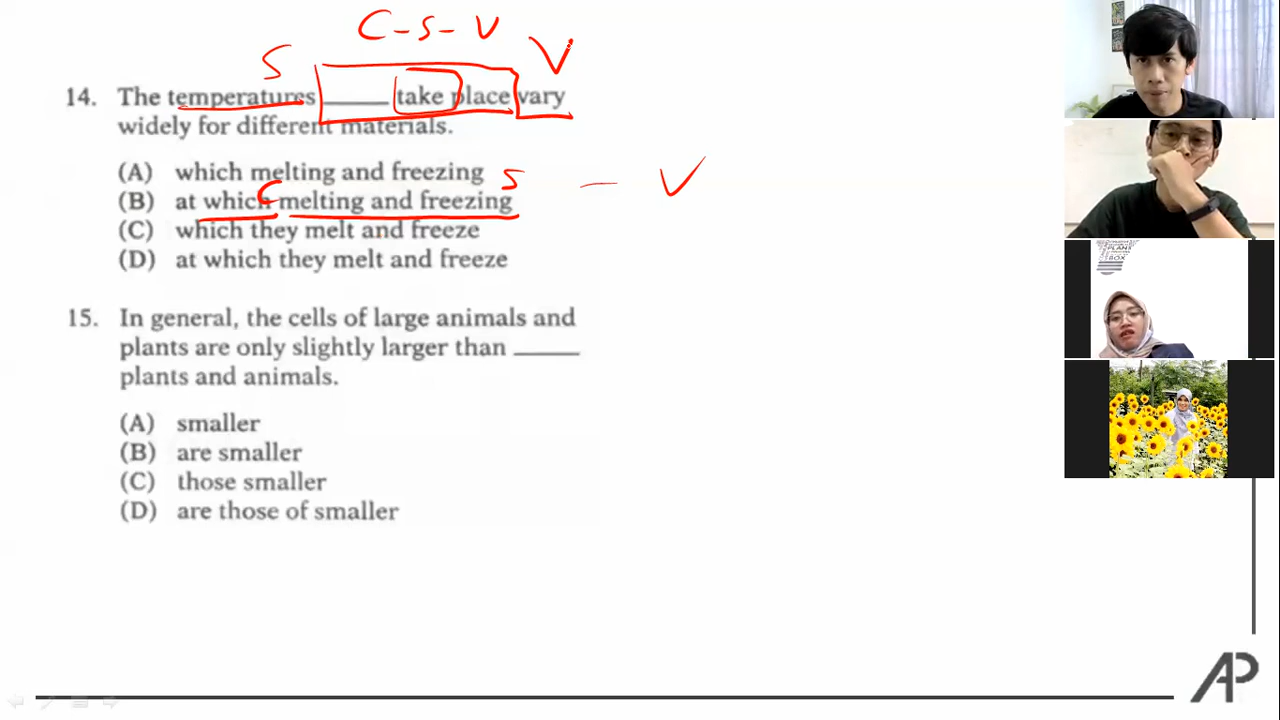 C-S-V
S
V
14. The temperatures ______ take place vary
widely for different materials.
(A) which melting and freezing
S - V
C
(B) at which melting and freezing
(C) which they melt and freeze
(D) at which they melt and freeze
15. In general, the cells of large animals and
plants are only slightly larger than ______
plants and animals.
(A) smaller
(B) are smaller
(C) those smaller
(D) are those of smaller
PLANT
BOX
AP